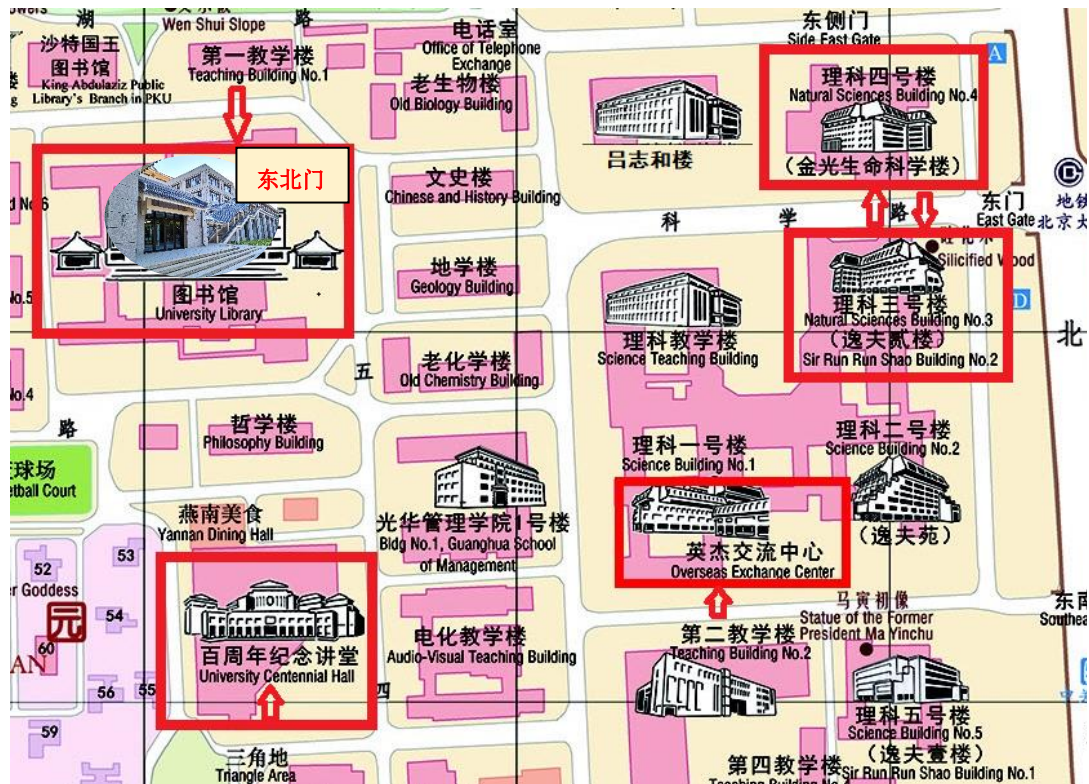 湖
路
Wen Shui Slope
沙特国王
图书馆
King Abdulaziz Public
Library's Branch in PKU
第一教学楼
Teaching Building No.1
电话室
Office of Telephone
Exchange
老生物楼
Old Biology Building
东侧门
Side East Gate
A
理科四号楼
Natural Sciences Building No.4
(金光生命科学楼)
吕志和楼
东北门
文史楼
Chinese and History Building
科 学 路
东门
East Gate
地铁
北京大
硅化木
Silicified Wood
No.6
No.5
图书馆
University Library
地学楼
Geology Building
理科教学楼
Science Teaching Building
理科三号楼
Natural Sciences Building No.3
(逸夫贰楼)
Sir Run Run Shao Building No.2
D
北
老化学楼
Old Chemistry Building
五
No.4
路
哲学楼
Philosophy Building
理科一号楼
Science Building No.1
理科二号楼
Science Building No.2
(逸夫苑)
球场
etball Court
燕南美食
Yannan Dining Hall
光华管理学院1号楼
Bldg No.1, Guanghua School
of Management
英杰交流中心
Overseas Exchange Center
52
53
er Goddess
54
园
60
AN
56
55
59
百周年纪念讲堂
University Centennial Hall
四
电化教学楼
Audio-Visual Teaching Building
第二教学楼
Teaching Building No.2
马寅初像
Statue of the Former
President Ma Yinchu
东南
Southea
理科五号楼
Science Building No.5
(逸夫壹楼)
Sir Run Run Shao Building No.1
三角地
Triangle Area
第四教学楼